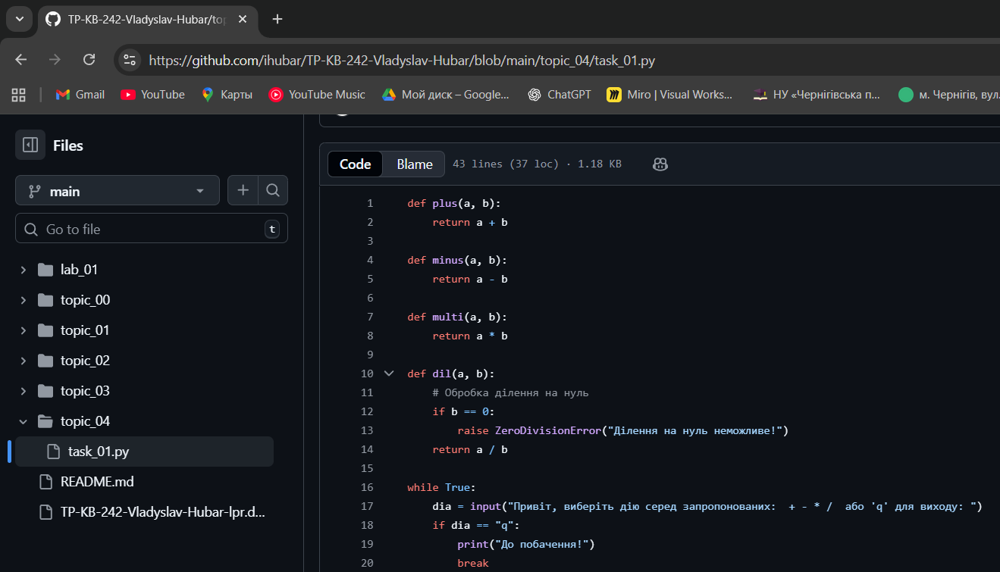 TP-KB-242-Vladyslav-Hubar/top
https://github.com/ihubar/TP-KB-242-Vladyslav-Hubar/blob/main/topic_04/task_01.py
Gmail YouTube Карты YouTube Music Мой диск – Google... ChatGPT Miro | Visual Works... НУ «Чернігівська п... м. Чернігів, вул.
Files
main
Go to file t
lab_01
topic_00
topic_01
topic_02
topic_03
topic_04
task_01.py
README.md
TP-KB-242-Vladyslav-Hubar-lpr.d...
Code Blame 43 lines (37 loc) · 1.18 KB
1 def plus(a, b):
2 return a + b
3
4 def minus(a, b):
5 return a - b
6
7 def multi(a, b):
8 return a * b
9
10 def dil(a, b):
11 # Обробка ділення на нуль
12 if b == 0:
13 raise ZeroDivisionError("Ділення на нуль неможливе!")
14 return a / b
15
16 while True:
17 dia = input("Привіт, виберіть дію серед запропонованих:  + - * /  або 'q' для виходу: ")
18 if dia == "q":
19 print("До побачення!")
20 break